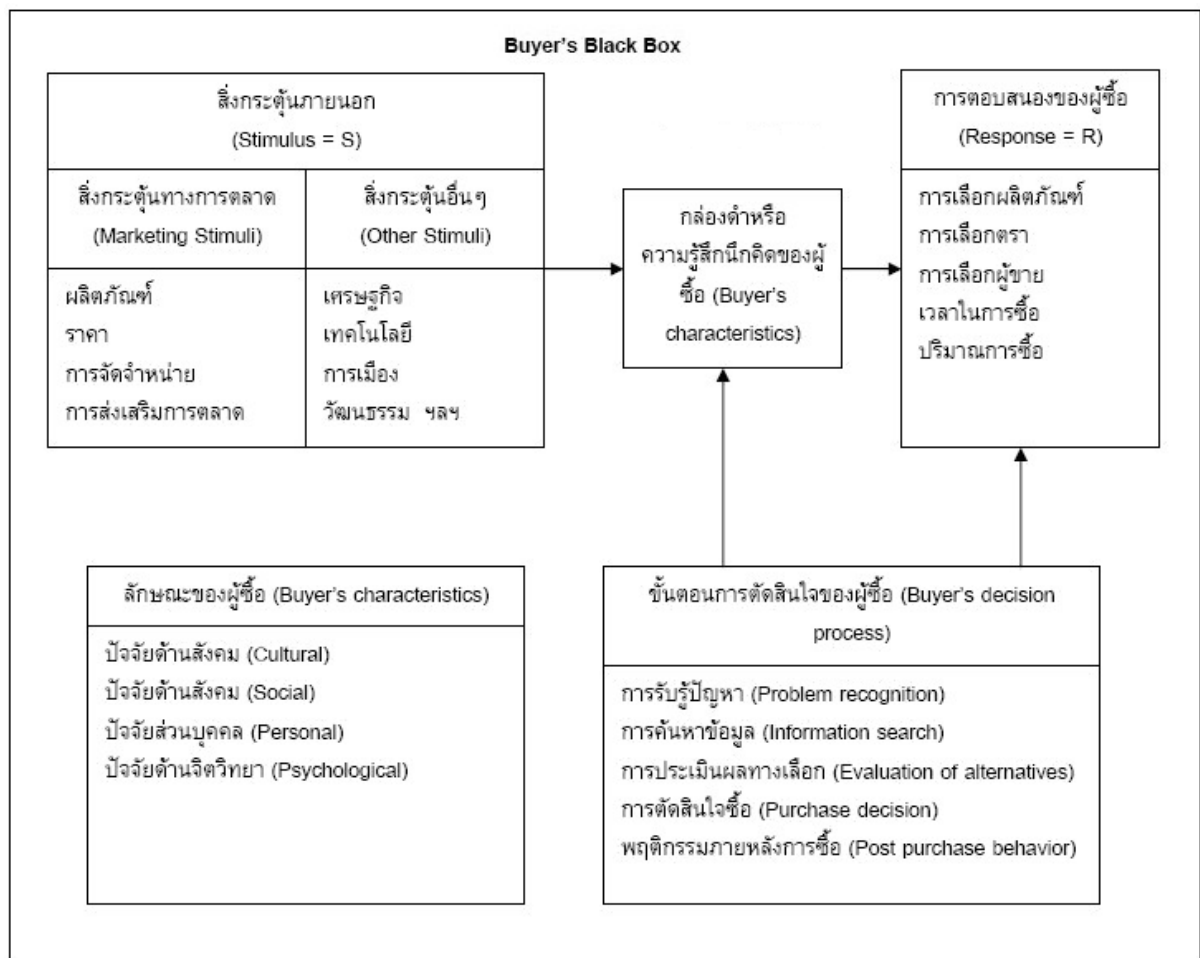 Buyer's Black Box
สิ่งกระตุ้นภายนอก
(Stimulus = S)
สิ่งกระตุ้นทางการตลาด
(Marketing Stimuli)
สิ่งกระตุ้นอื่นๆ
(Other Stimuli)
ผลิตภัณฑ์
ราคา
การจัดจำหน่าย
การส่งเสริมการตลาด
เศรษฐกิจ
เทคโนโลยี
การเมือง
วัฒนธรรม ฯลฯ
กล่องดำหรือ
ความรู้สึกนึกคิดของผู้
ซื้อ (Buyer's
characteristics)
การตอบสนองของผู้ซื้อ
(Response = R)
การเลือกผลิตภัณฑ์
การเลือกตรา
การเลือกผู้ขาย
เวลาในการซื้อ
ปริมาณการซื้อ
ลักษณะของผู้ซื้อ (Buyer's characteristics)
ปัจจัยด้านสังคม (Cultural)
ปัจจัยด้านสังคม (Social)
ปัจจัยส่วนบุคคล (Personal)
ปัจจัยด้านจิตวิทยา (Psychological)
ขั้นตอนการตัดสินใจของผู้ซื้อ (Buyer's decision
process)
การรับรู้ปัญหา (Problem recognition)
การค้นหาข้อมูล (Information search)
การประเมินผลทางเลือก (Evaluation of alternatives)
การตัดสินใจซื้อ (Purchase decision)
พฤติกรรมภายหลังการซื้อ (Post purchase behavior)